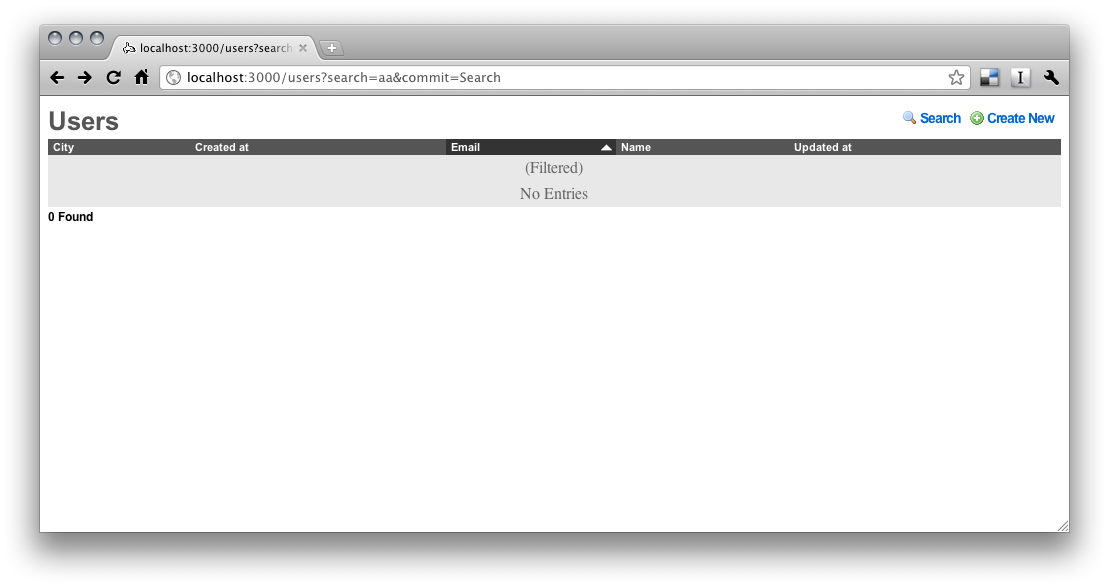 localhost:3000/users?search
localhost:3000/users?search=aa&commit=Search
Users
Search Create New
City Created at Email Name Updated at
(Filtered)
No Entries
0 Found